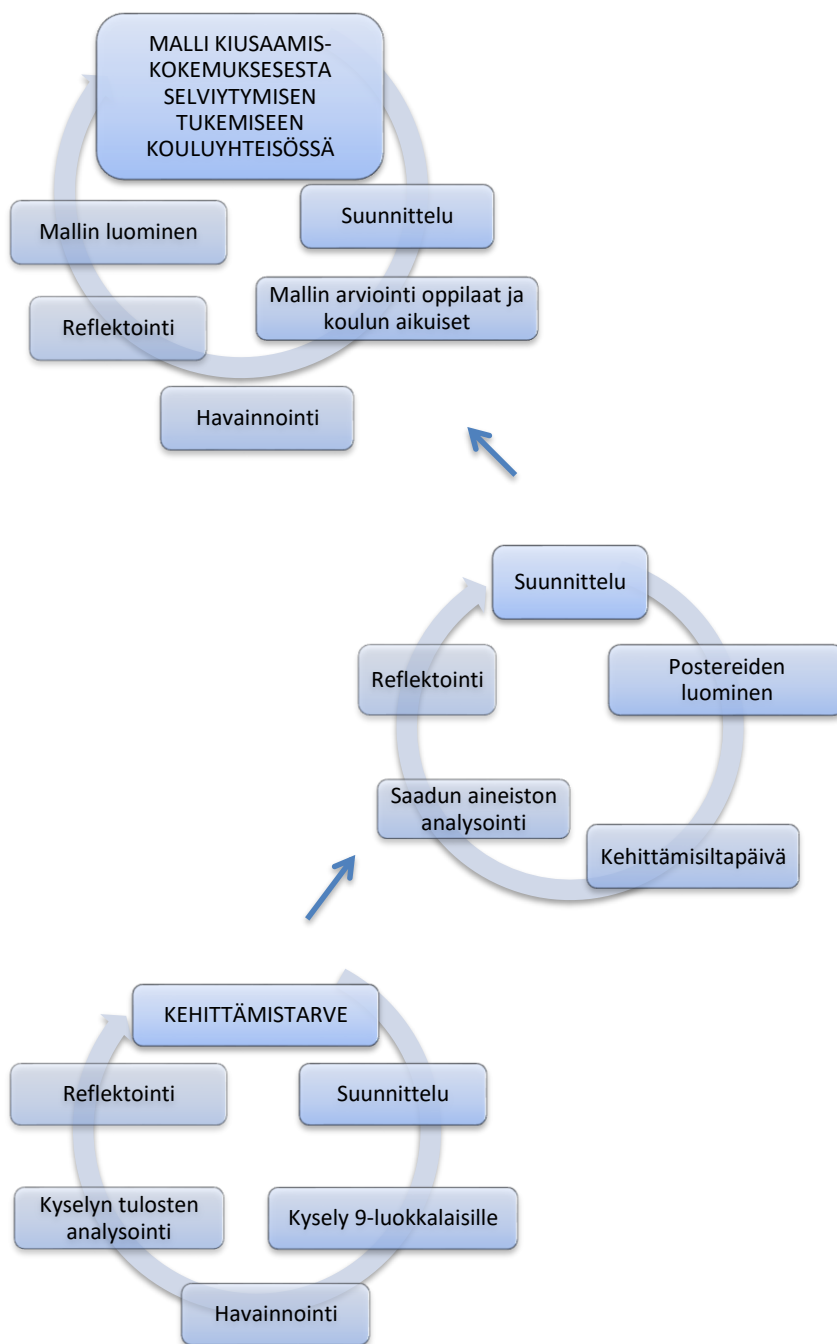 MALLI KIUSAAMIS-
KOKEMUKSESESTA
SELVIYTYMISEN
TUKEMISEEN
KOULUYHTEISÖSSÄ
Suunnittelu
Mallin arviointi oppilaat ja
koulun aikuiset
Havainnointi
Reflektointi
Mallin luominen
Suunnittelu
Postereiden
luominen
Kehittämisiltapäivä
Saadun aineiston
analysointi
Reflektointi
KEHITTÄMISTARVE
Suunnittelu
Kysely 9-luokkalaisille
Havainnointi
Kyselyn tulosten
analysointi
Reflektointi